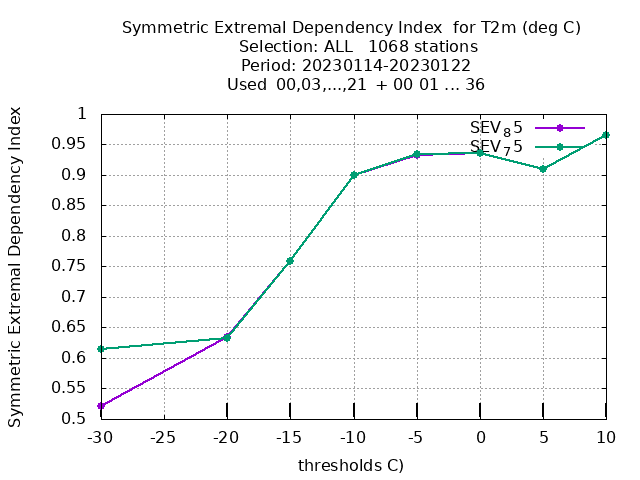 Symmetric Extremal Dependency Index  for T2m (deg C)
Selection: ALL   1068 stations
Period: 20230114-20230122
Used  00,03,...,21  + 00 01 ... 36
Symmetric Extremal Dependency Index
1
0.95
0.9
0.85
0.8
0.75
0.7
0.65
0.6
0.55
0.5
SEV85
SEV75
-30 -25 -20 -15 -10 -5 0 5 10
thresholds C)